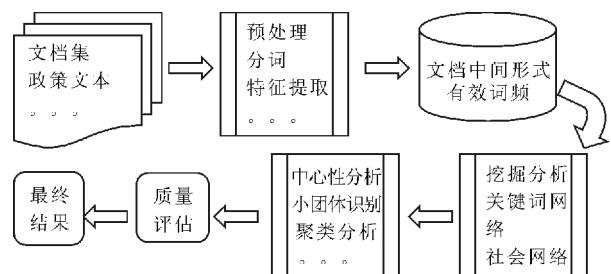 文档集
政策文本
。。。
预处理
分词
特征提取
。。。
文档中间形式
有效词频
挖掘分析
关键词网
络
社会网络
中心性分析
小团体识别
聚类分析
。。。
质量
评估
最终
结果